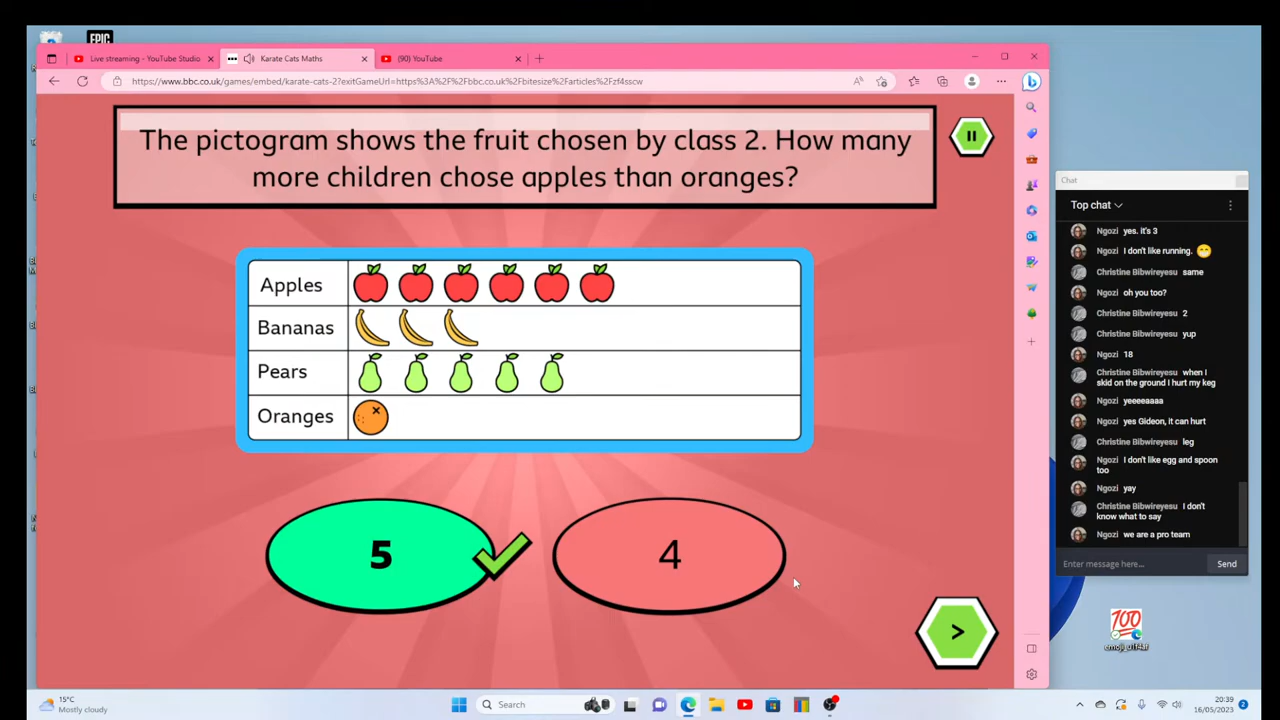 EPIC
Live streaming - YouTube Studio
Karate Cats Maths
(90) YouTube
https://www.bbc.co.uk/games/embed/karate-cats-2?exitGameUrl=https%3A%2F%2Fbbc.co.uk%2Fbitesize%2Farticles%2Fzf4sscw
The pictogram shows the fruit chosen by class 2. How many
more children chose apples than oranges?
Apples
Bananas
Pears
Oranges
5
4
>
Chat
Top chat
Ngozi yes. it's 3
Ngozi I don't like running.
Christine Bibwireyesu same
Ngozi oh you too?
Christine Bibwireyesu 2
Christine Bibwireyesu yup
Ngozi 18
Christine Bibwireyesu when I
skid on the ground I hurt my keg
Ngozi yeeeeaaaa
Ngozi yes Gideon, it can hurt
Christine Bibwireyesu leg
Ngozi I don't like egg and spoon
too
Ngozi yay
Christine Bibwireyesu I don't
know what to say
Ngozi we are a pro team
Enter message here...
Send
100
emoji_u1f4af
15°C
Mostly cloudy
Search
20:39
16/05/2023
2